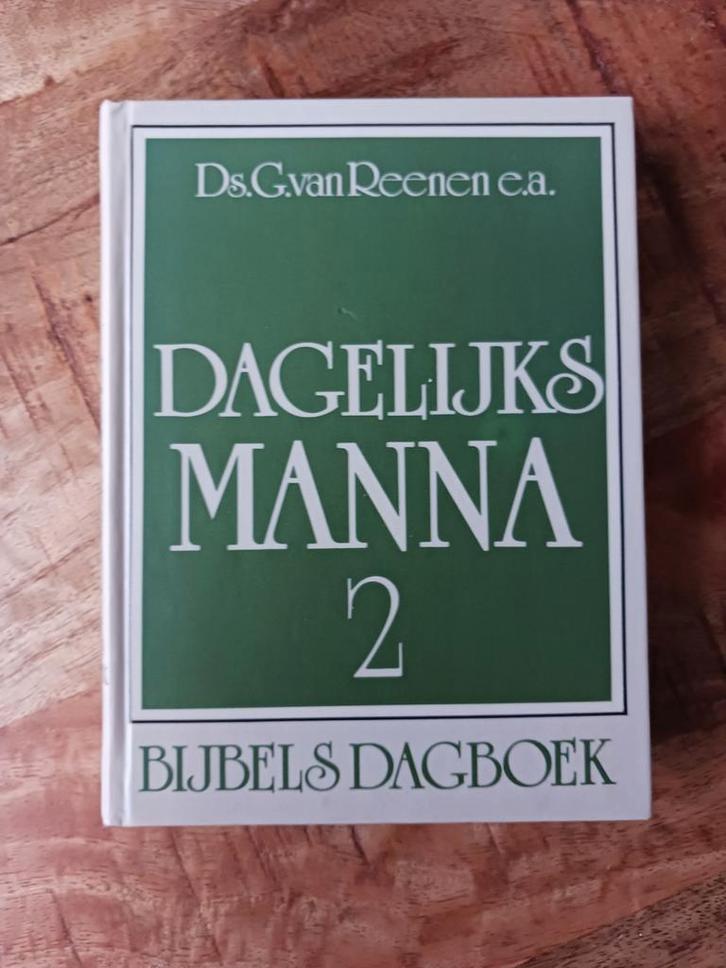 Ds.G.van Reenen e.a.
DAGELIJKS
MANNA
2
BIJBELS DAGBOEK